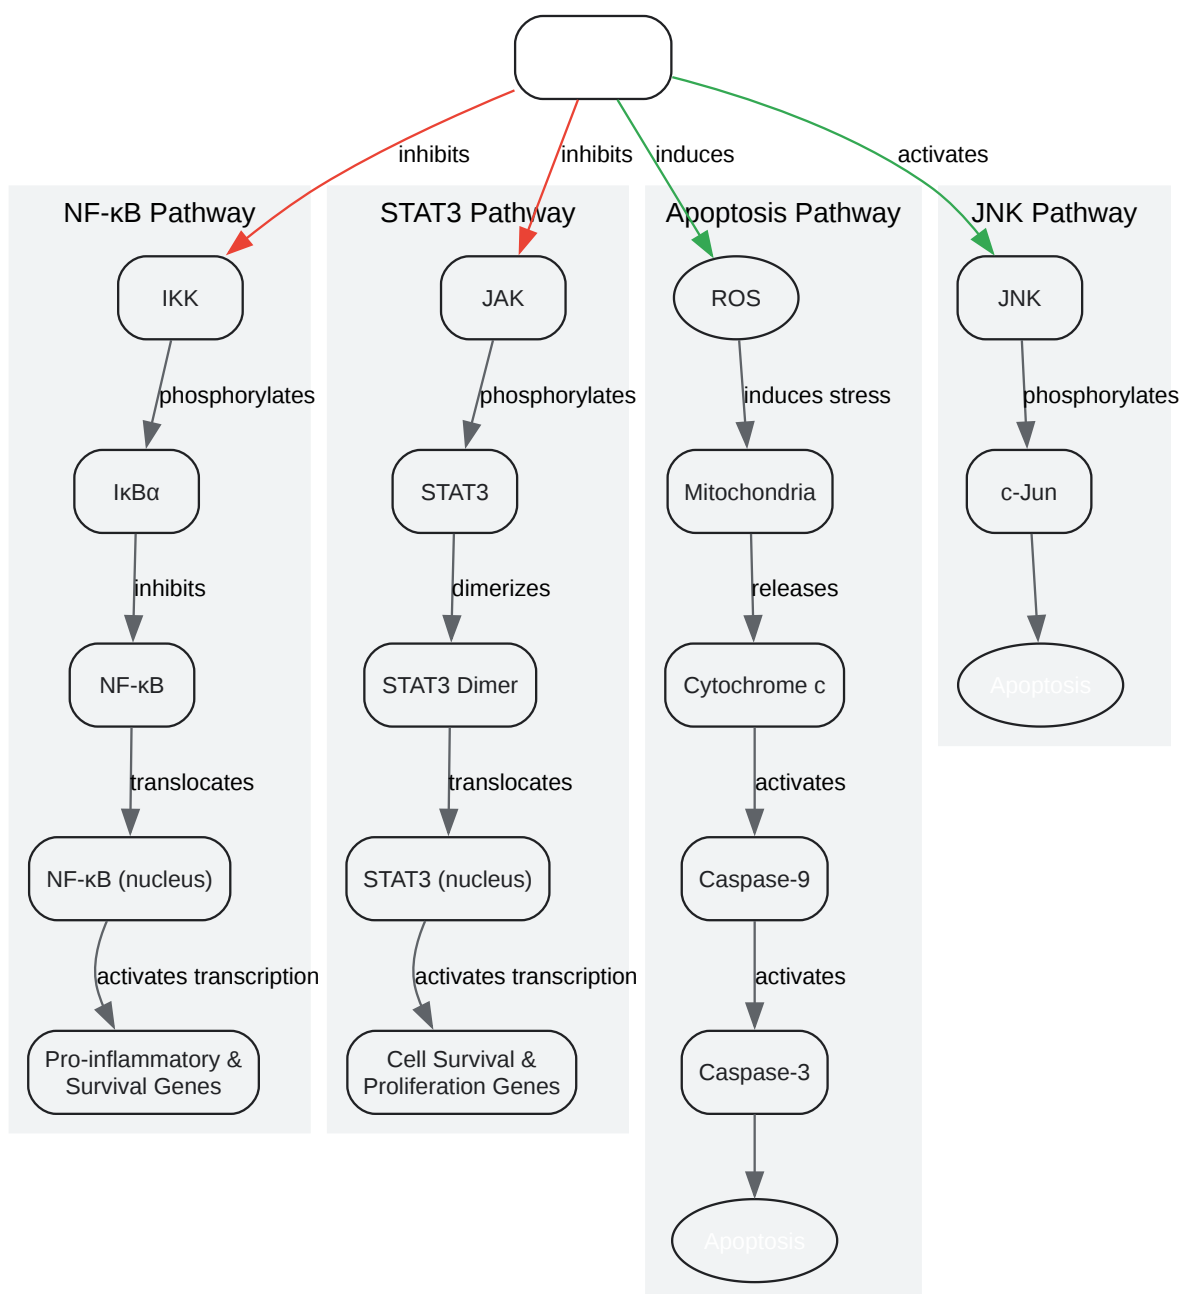 inhibits
inhibits
induces
activates
NF-κB Pathway
STAT3 Pathway
Apoptosis Pathway
JNK Pathway
IKK
JAK
ROS
JNK
phosphorylates
phosphorylates
induces stress
phosphorylates
IκBα
STAT3
Mitochondria
c-Jun
inhibits
dimerizes
releases
NF-κB
STAT3 Dimer
Cytochrome c
Apoptosis
translocates
translocates
activates
NF-κB (nucleus)
STAT3 (nucleus)
Caspase-9
activates transcription
activates transcription
activates
Pro-inflammatory &
Survival Genes
Cell Survival &
Proliferation Genes
Caspase-3
Apoptosis